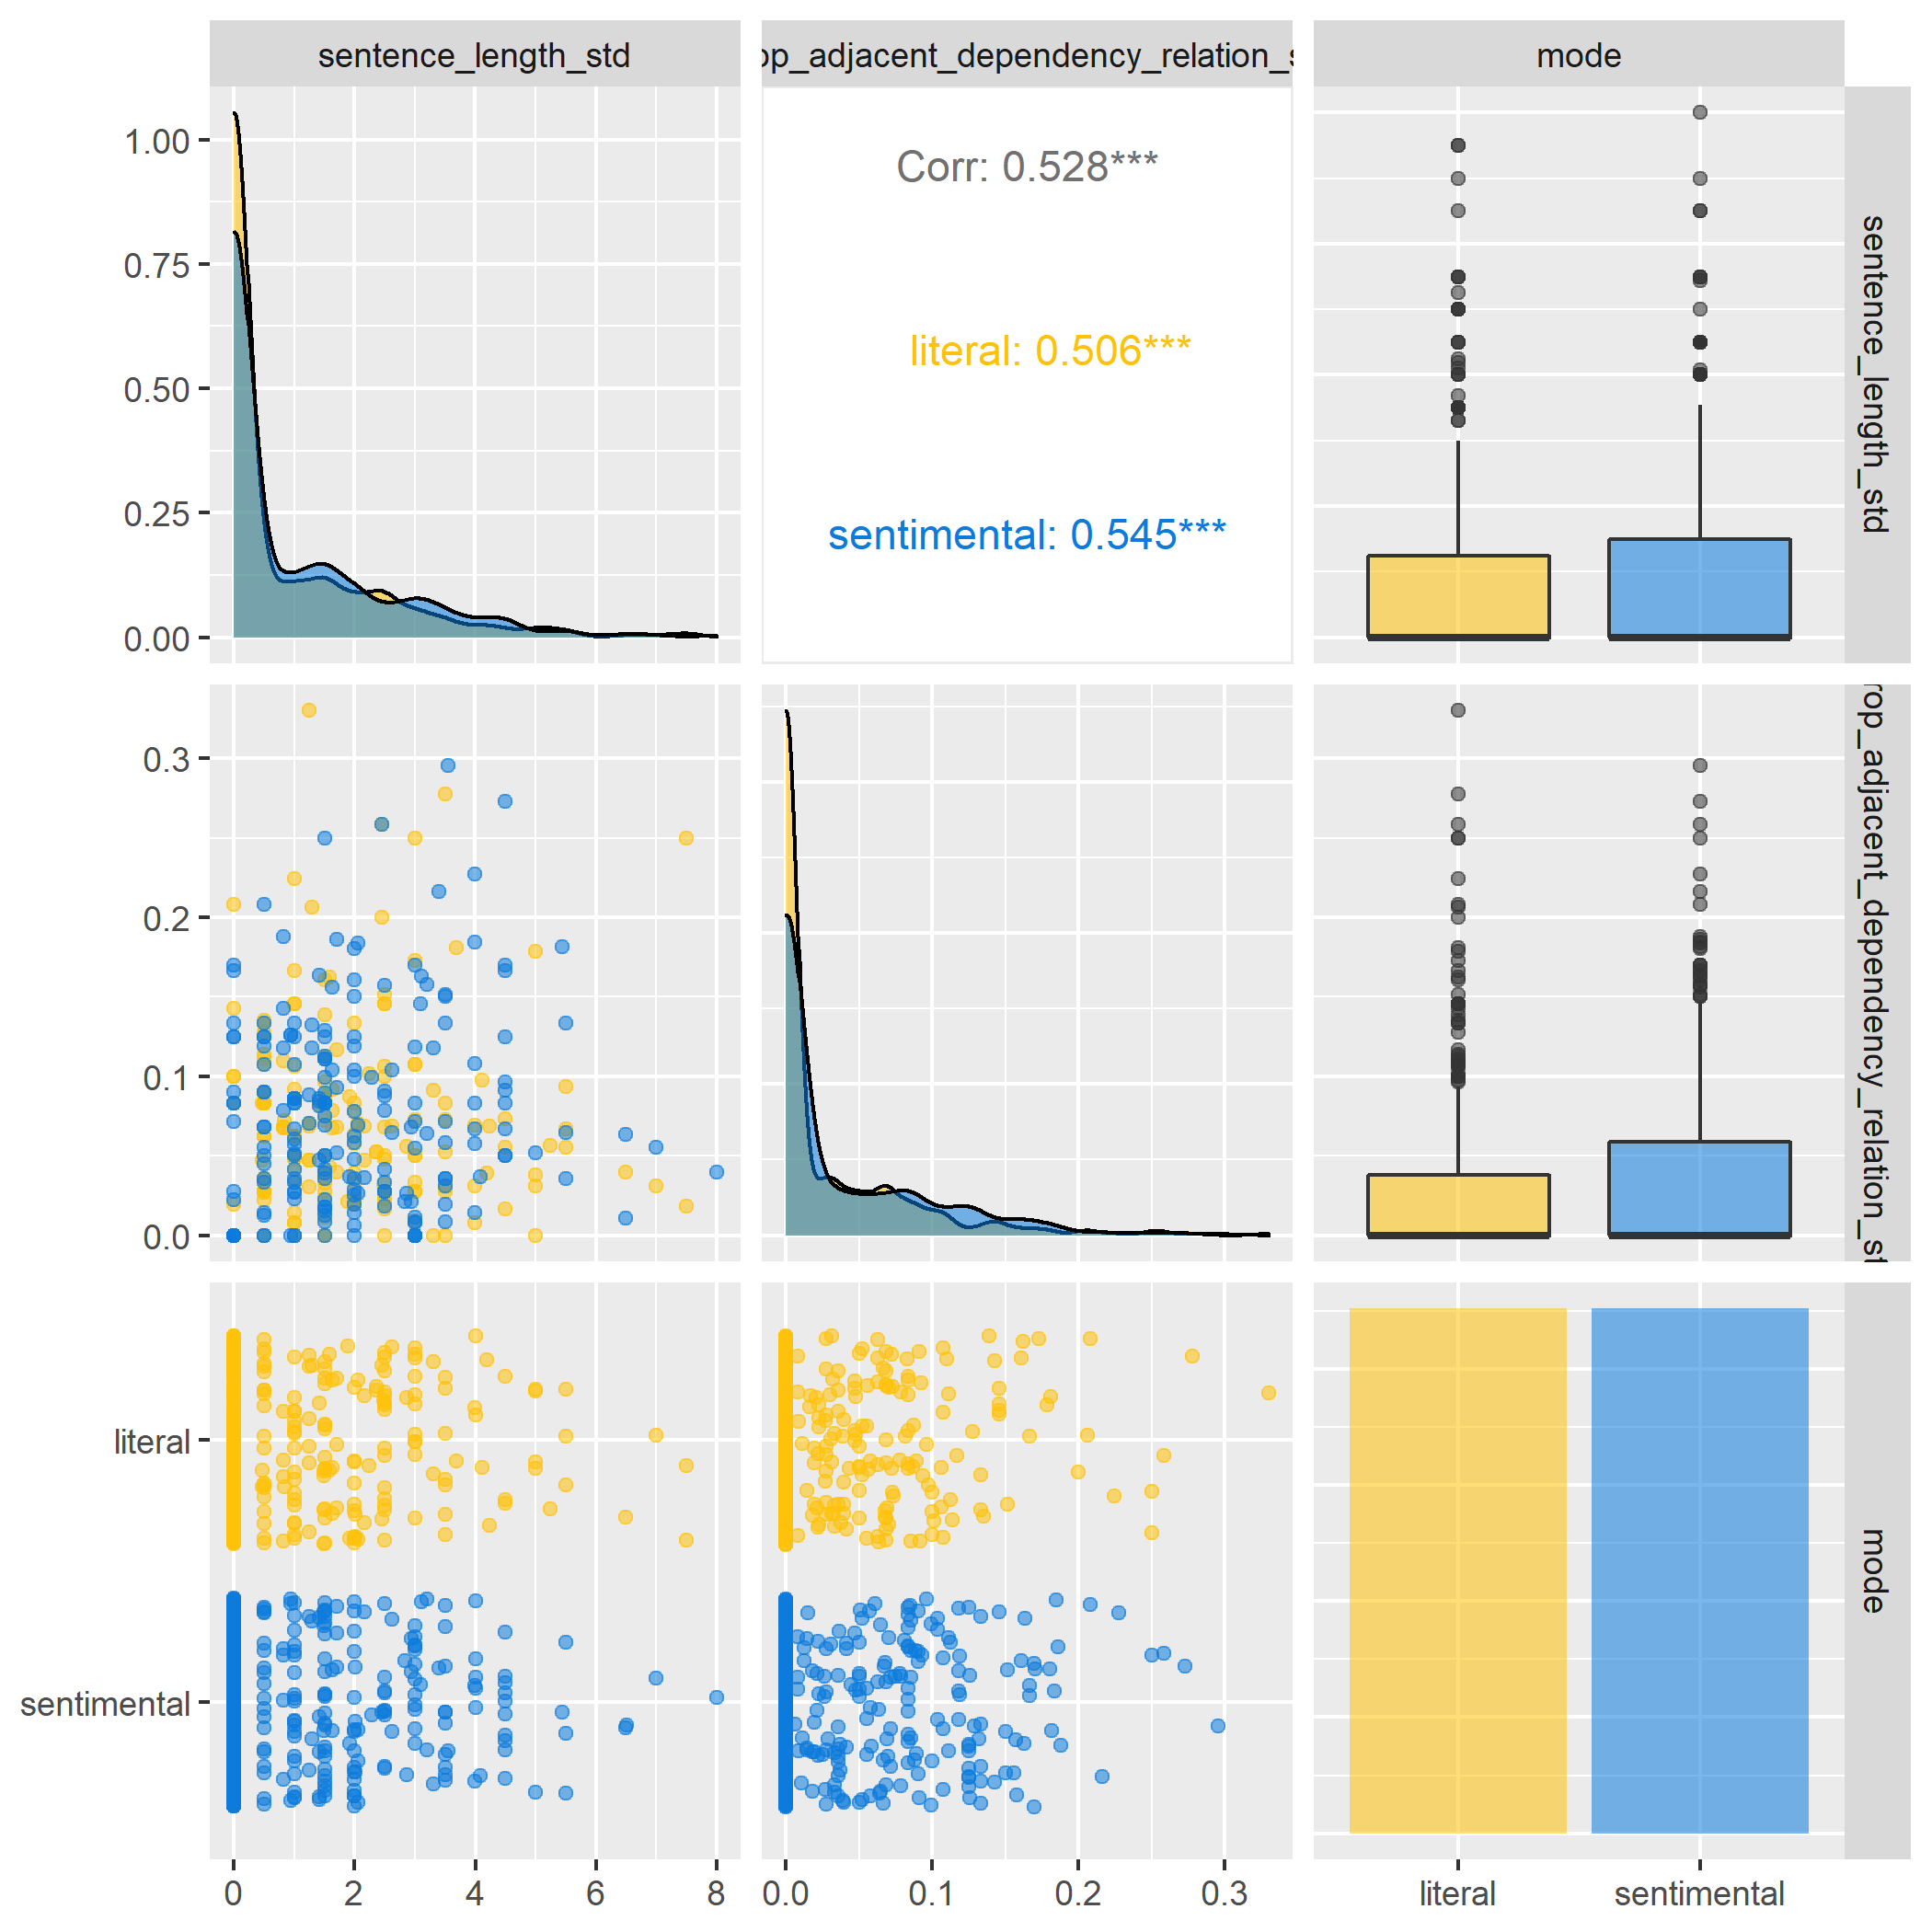 sentence_length_std
op_adjacent_dependency_relation_s
mode
1.00
0.75
0.50
0.25
0.00
Corr: 0.528***
literal: 0.506***
sentimental: 0.545***
sentence_length_std
0.3
0.2
0.1
0.0
rop_adjacent_dependency_relation_st
literal
sentimental
mode
0 2 4 6 8
0.0 0.1 0.2 0.3
literal sentimental